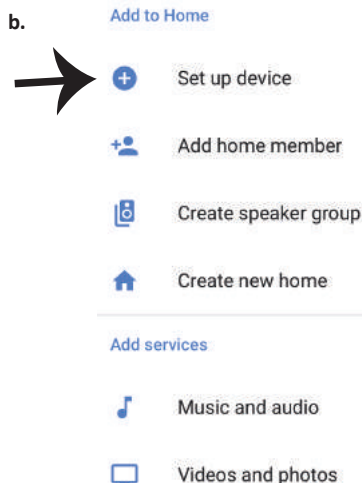 b.
Add to Home
Set up device
Add home member
Create speaker group
Create new home
Add services
Music and audio
Videos and photos